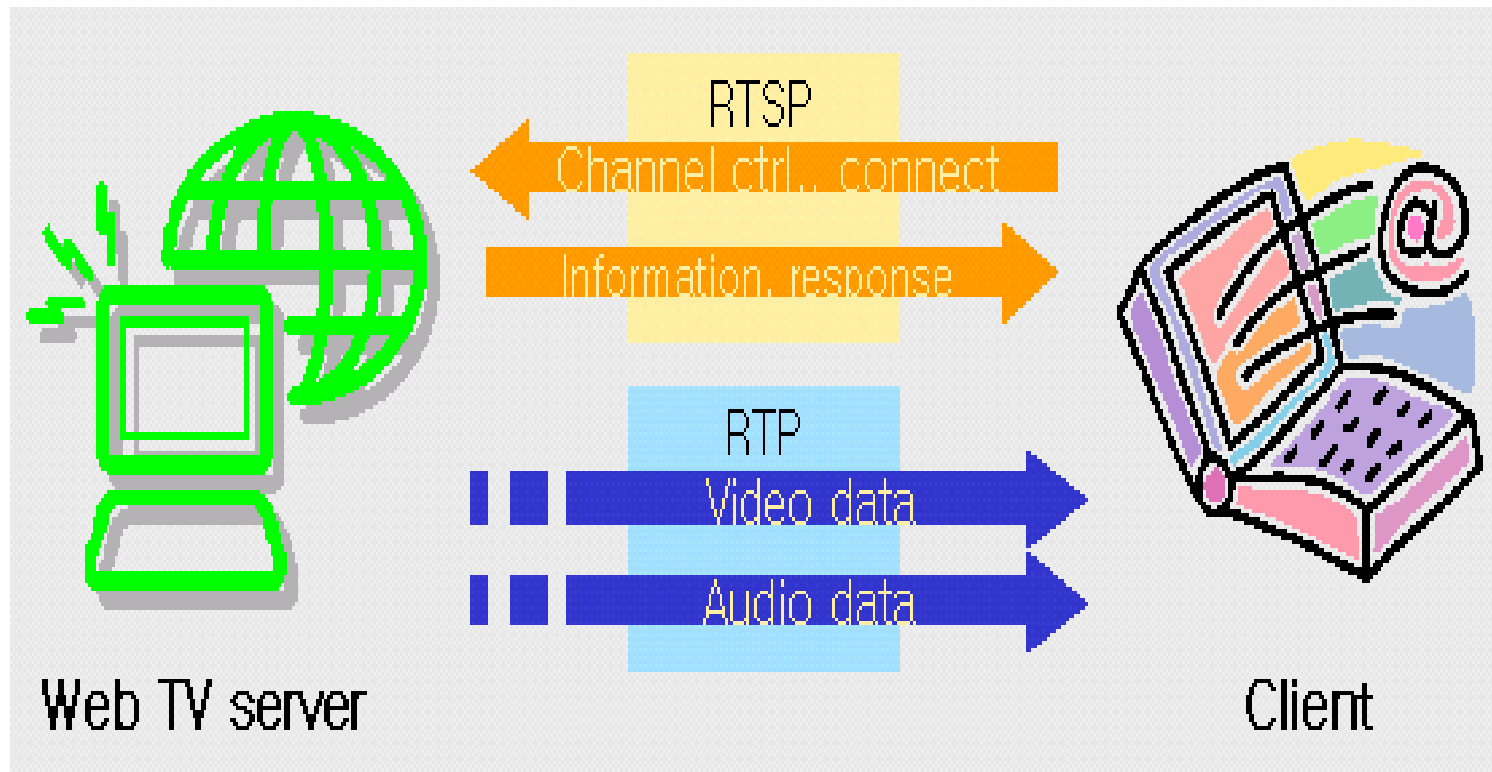 RTSP
Channel ctrl., connect
Information, response
RTP
Video data
Audio data
Web TV server
Client
@